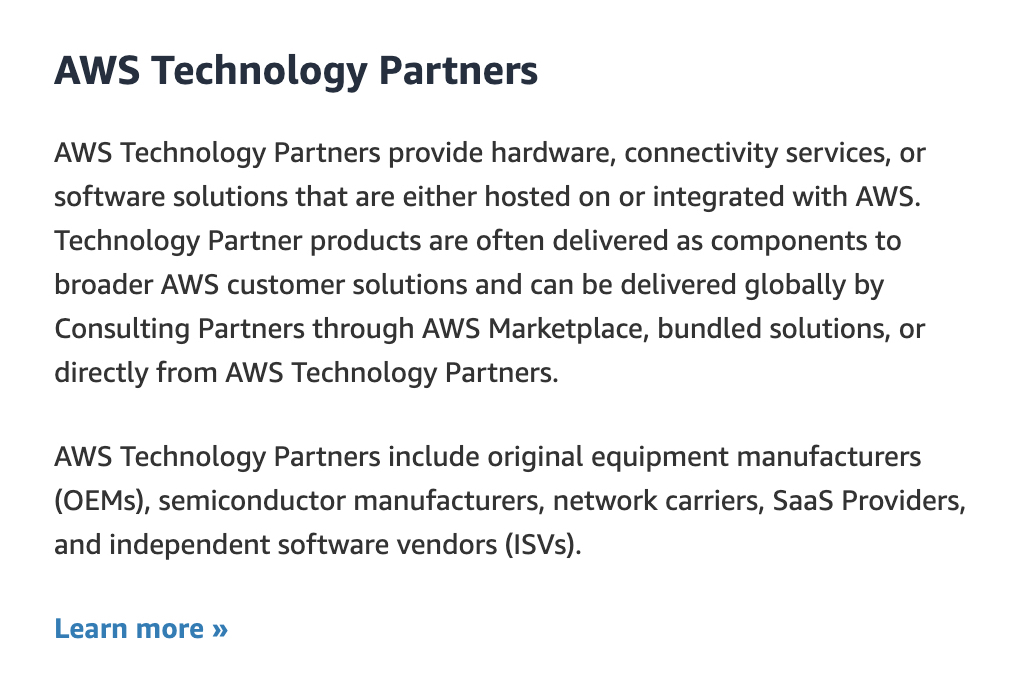 AWS Technology Partners
AWS Technology Partners provide hardware, connectivity services, or
software solutions that are either hosted on or integrated with AWS.
Technology Partner products are often delivered as components to
broader AWS customer solutions and can be delivered globally by
Consulting Partners through AWS Marketplace, bundled solutions, or
directly from AWS Technology Partners.
AWS Technology Partners include original equipment manufacturers
(OEMs), semiconductor manufacturers, network carriers, SaaS Providers,
and independent software vendors (ISVs).
Learn more »